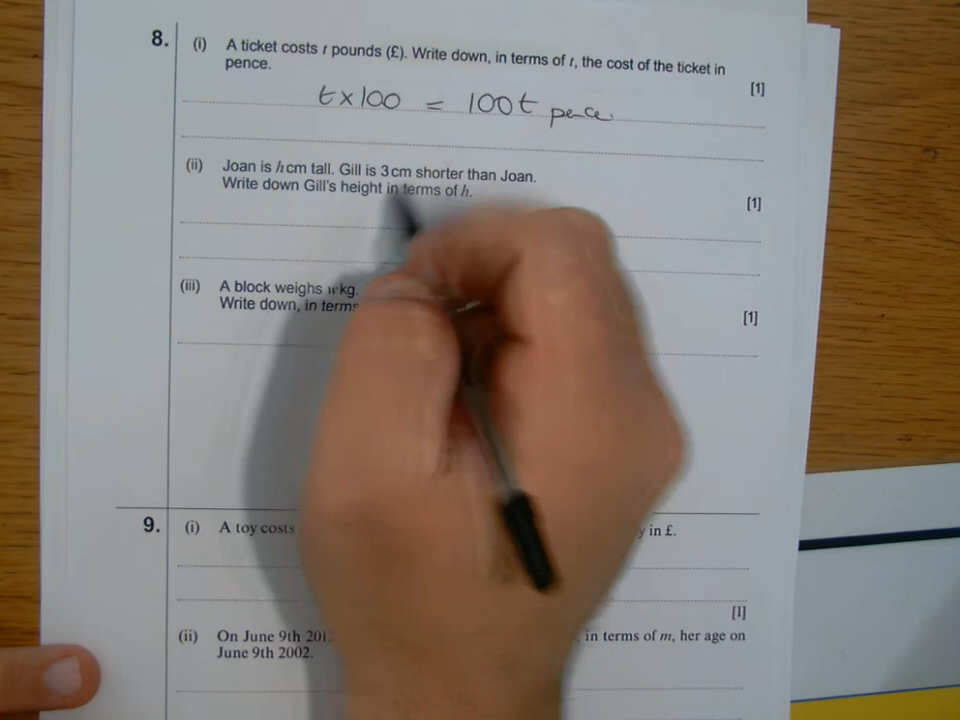 8. (i) A ticket costs t pounds (£). Write down, in terms of t, the cost of the ticket in
pence.
[1]
t x 100 = 100t pence
(ii) Joan is h cm tall. Gill is 3 cm shorter than Joan.
Write down Gill's height in terms of h.
[1]
(iii) A block weighs w kg.
Write down, in terms
[1]
9. (i) A toy costs in £.
[1]
(ii) On June 9th in terms of m, her age on
June 9th 2002.